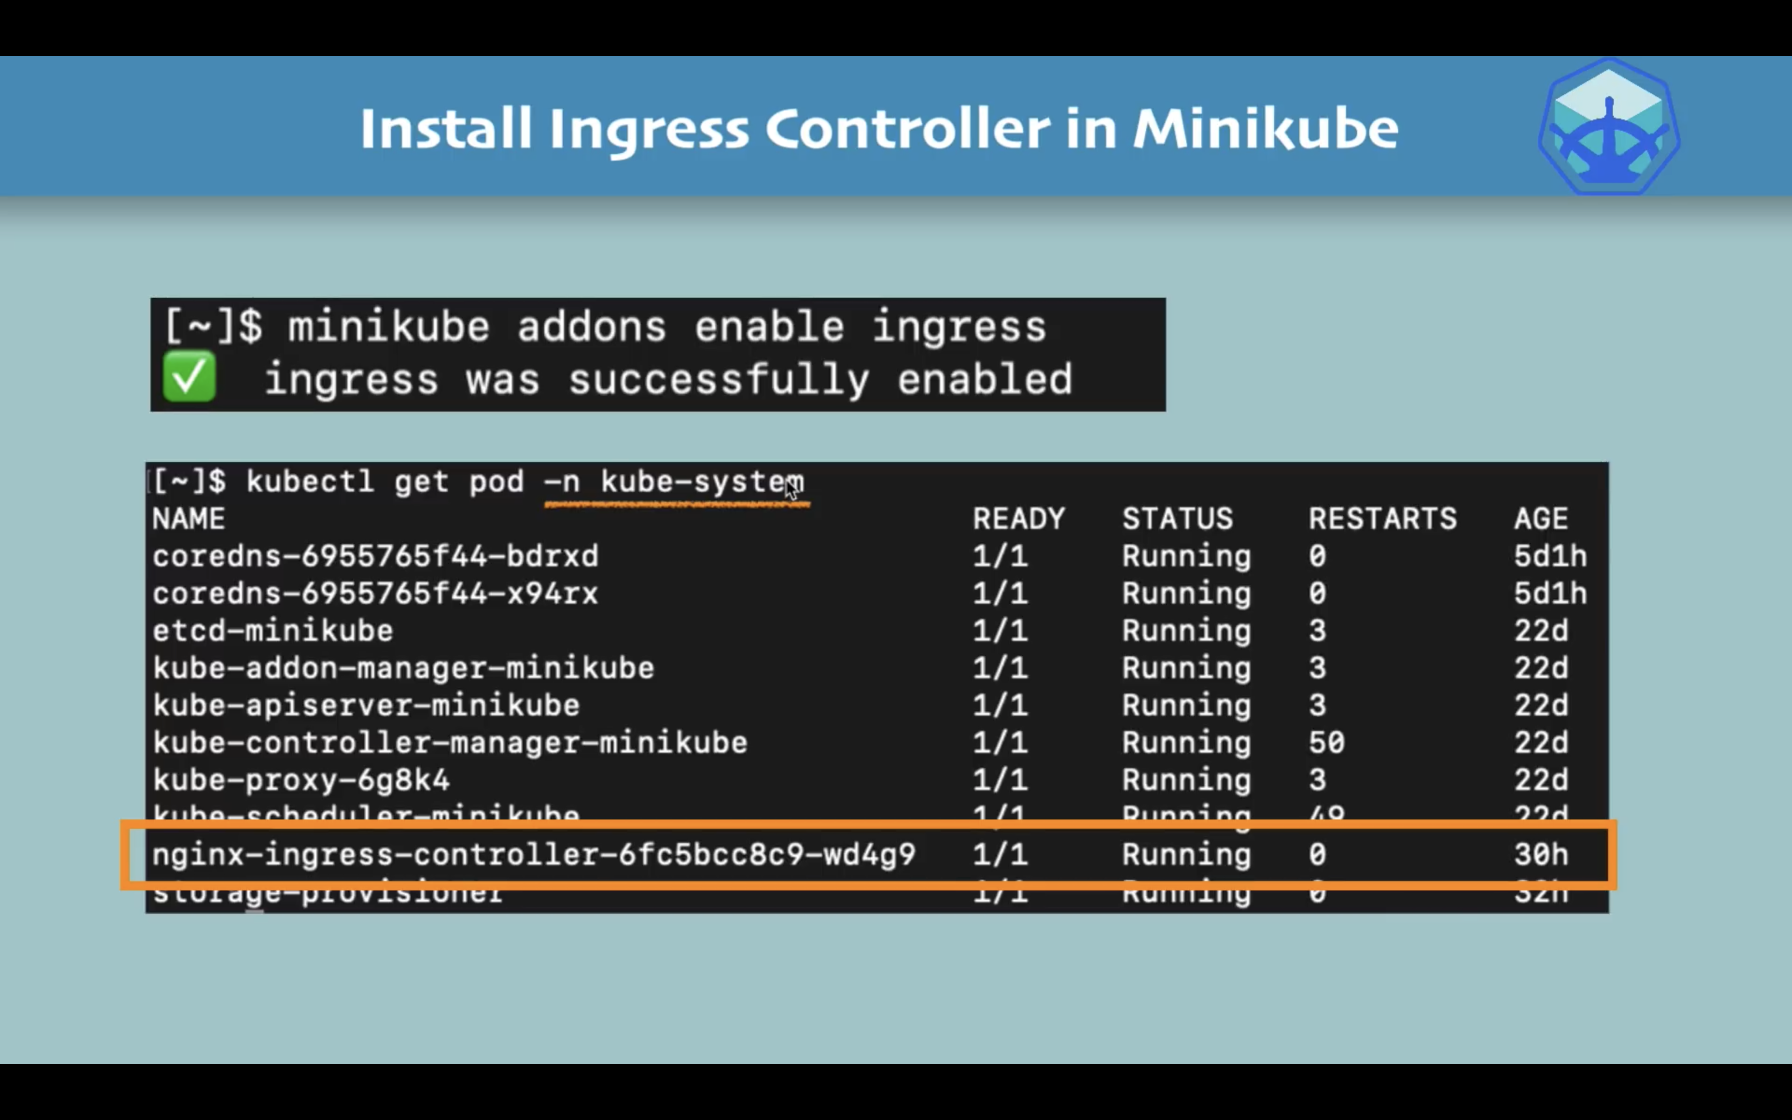 Install Ingress Controller in Minikube
[~]$ minikube addons enable ingress
ingress was successfully enabled
[~]$ kubectl get pod -n kube-system
NAME READY STATUS RESTARTS AGE
coredns-6955765f44-bdrxd 1/1 Running 0 5d1h
coredns-6955765f44-x94rx 1/1 Running 0 5d1h
etcd-minikube 1/1 Running 3 22d
kube-addon-manager-minikube 1/1 Running 3 22d
kube-apiserver-minikube 1/1 Running 3 22d
kube-controller-manager-minikube 1/1 Running 50 22d
kube-proxy-6g8k4 1/1 Running 3 22d
kube-scheduler-minikube 1/1 Running 49 22d
nginx-ingress-controller-6fc5bcc8c9-wd4g9 1/1 Running 0 30h
storage-provisioner 1/1 Running 0 32h